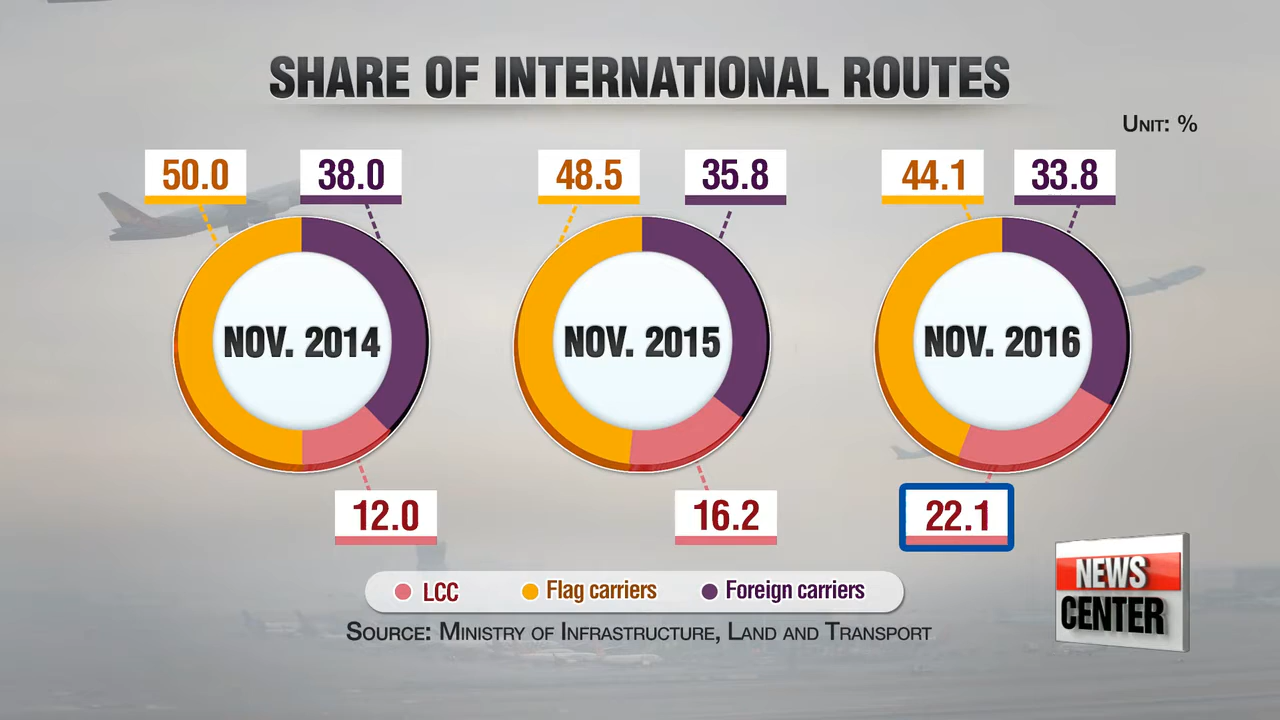 SHARE OF INTERNATIONAL ROUTES
UNIT: %
50.0
38.0
48.5
35.8
44.1
33.8
NOV. 2014
NOV. 2015
NOV. 2016
12.0
16.2
22.1
LCC
Flag carriers
Foreign carriers
SOURCE: MINISTRY OF INFRASTRUCTURE, LAND AND TRANSPORT
NEWS
CENTER